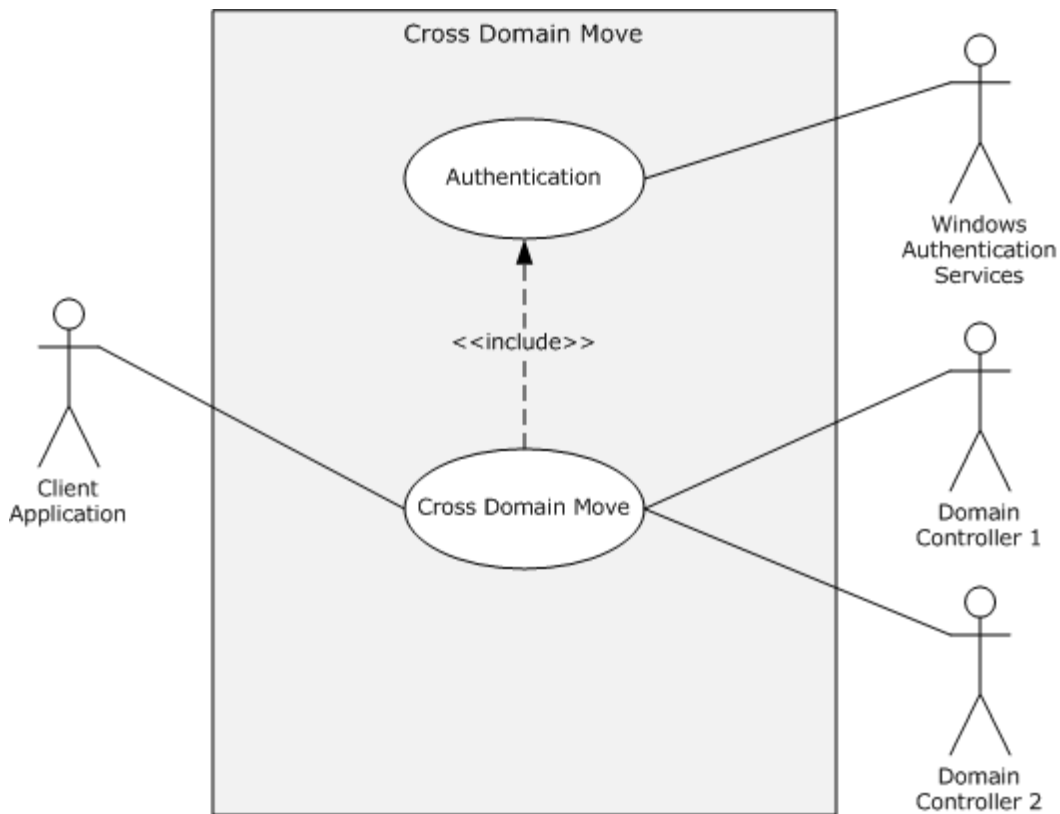 Cross Domain Move
Authentication
Windows
Authentication
Services
<<include>>
Client
Application
Cross Domain Move
Domain
Controller 1
Domain
Controller 2